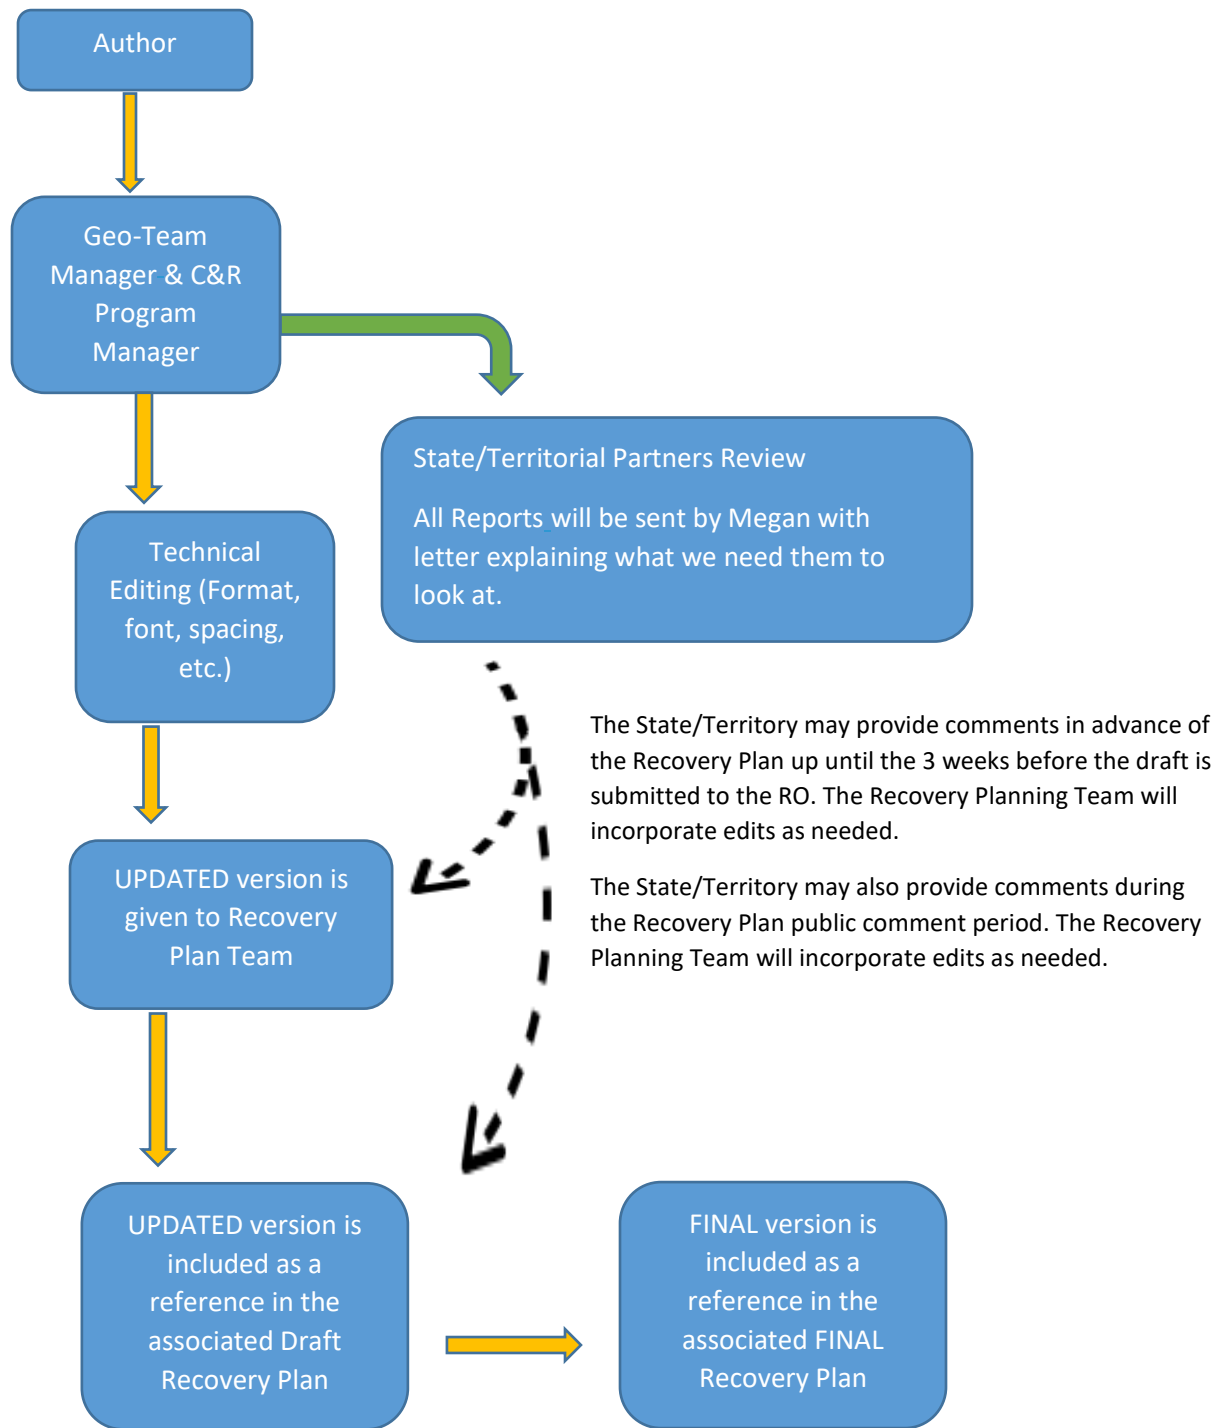 Author
Geo-Team
Manager & C&R
Program
Manager
State/Territorial Partners Review
All Reports will be sent by Megan with
letter explaining what we need them to
look at.
Technical
Editing (Format,
font, spacing,
etc.)
The State/Territory may provide comments in advance of
the Recovery Plan up until the 3 weeks before the draft is
submitted to the RO. The Recovery Planning Team will
incorporate edits as needed.
The State/Territory may also provide comments during
the Recovery Plan public comment period. The Recovery
Planning Team will incorporate edits as needed.
UPDATED version is
given to Recovery
Plan Team
UPDATED version is
included as a
reference in the
associated Draft
Recovery Plan
FINAL version is
included as a
reference in the
associated FINAL
Recovery Plan